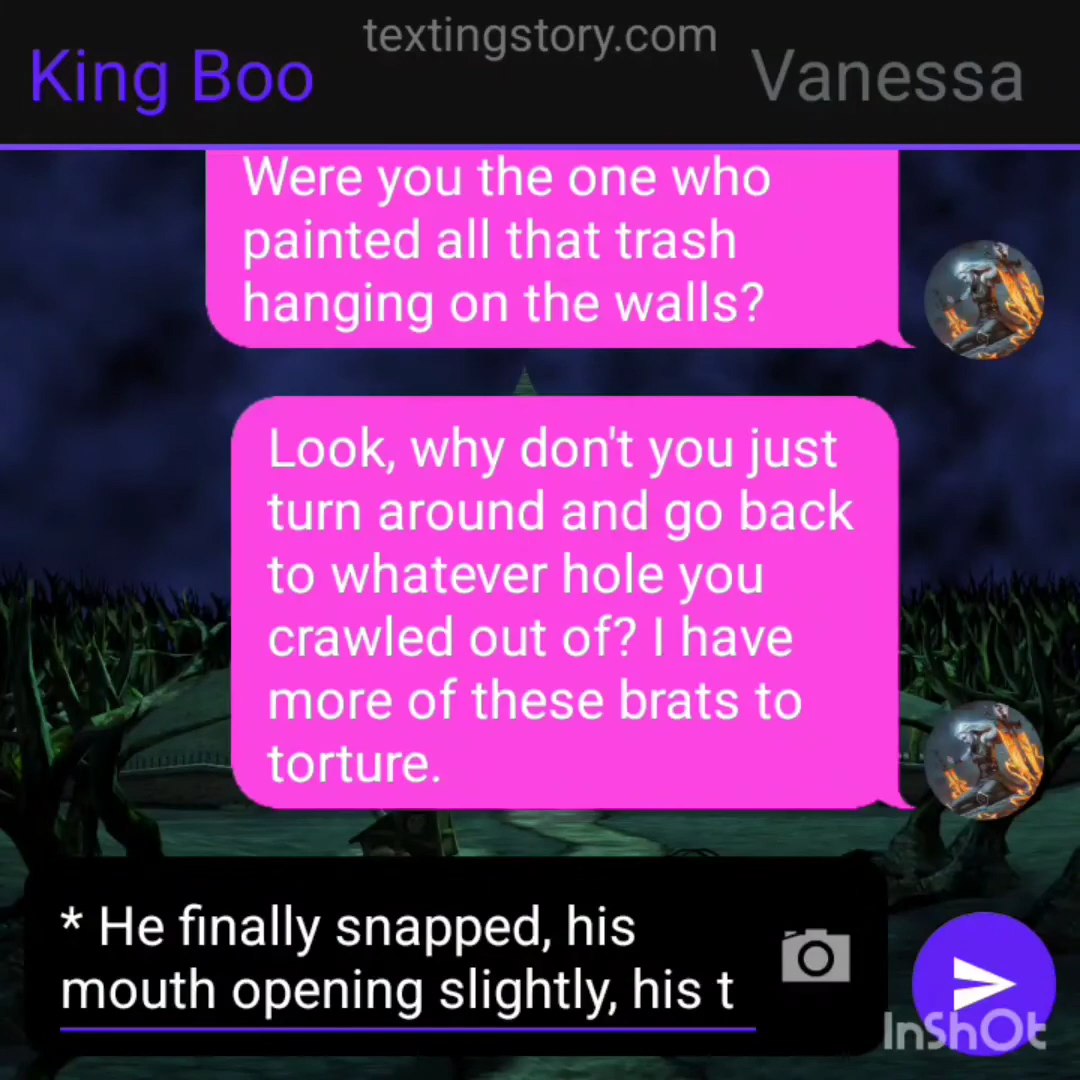 textingstory.com
King Boo
Vanessa
Were you the one who
painted all that trash
hanging on the walls?
Look, why don't you just
turn around and go back
to whatever hole you
crawled out of? I have
more of these brats to
torture.
* He finally snapped, his
mouth opening slightly, his t
InShOt